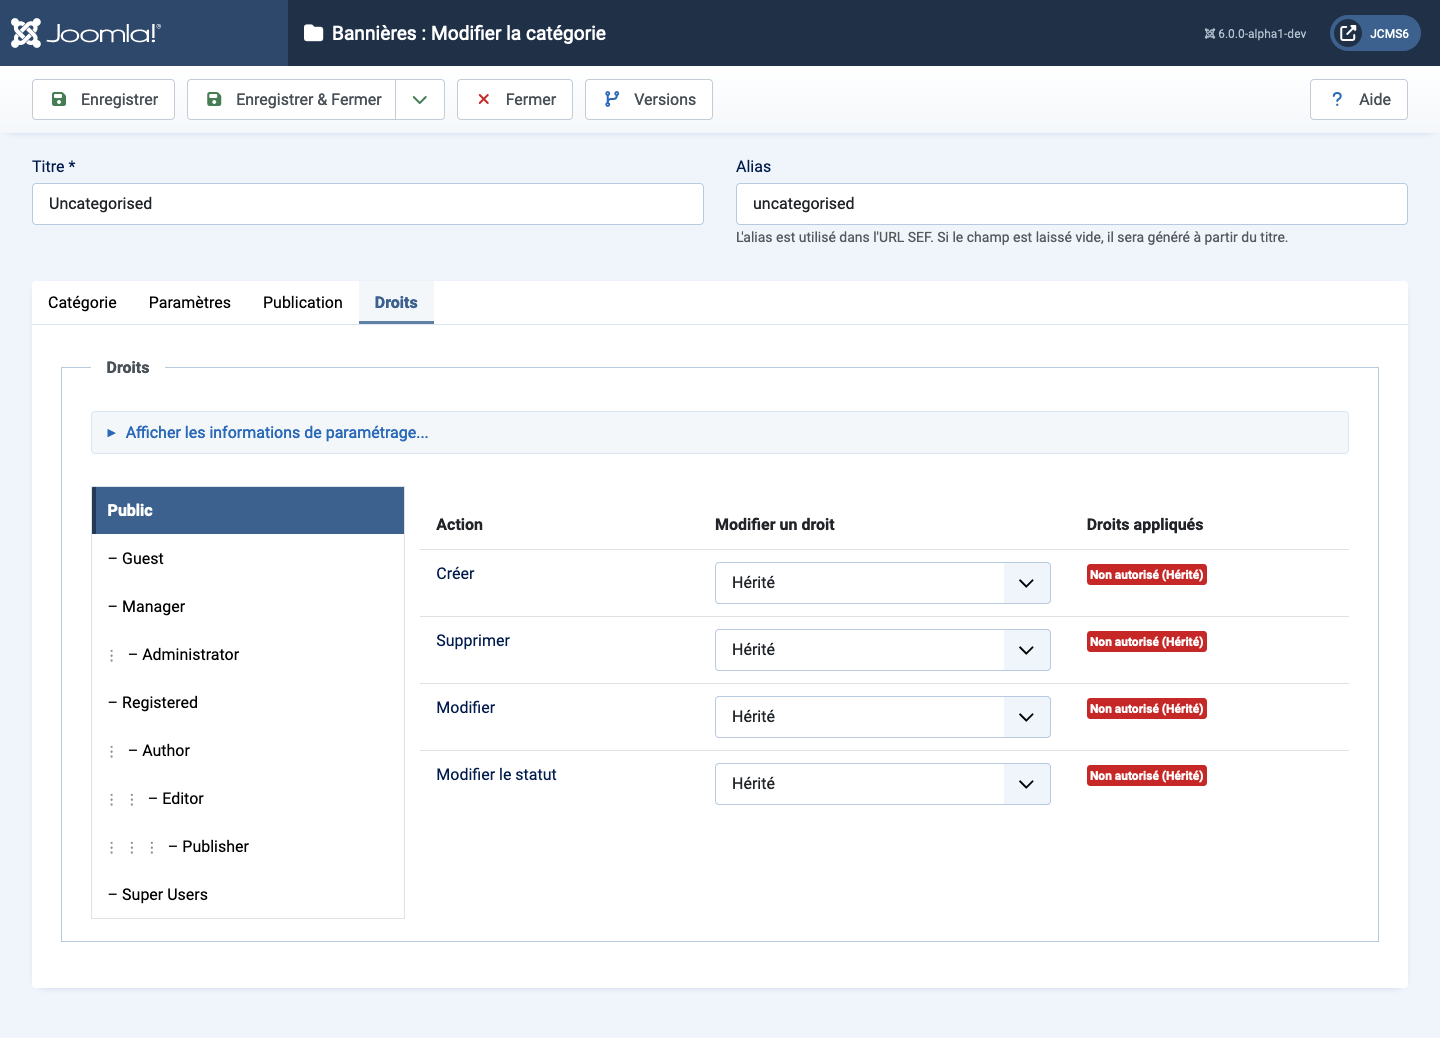 Joomla!®
Bannières : Modifier la catégorie
6.0.0-alpha1-dev
JCMS6
Enregistrer
Enregistrer & Fermer
Fermer
Versions
? Aide
Titre *
Uncategorised
Alias
uncategorised
L'alias est utilisé dans l'URL SEF. Si le champ est laissé vide, il sera généré à partir du titre.
Catégorie
Paramètres
Publication
Droits
Droits
Afficher les informations de paramétrage...
Public
– Guest
– Manager
⋮ – Administrator
– Registered
⋮ – Author
⋮ ⋮ – Editor
⋮ ⋮ ⋮ – Publisher
– Super Users
Action Modifier un droit Droits appliqués
Créer Hérité Non autorisé (Hérité)
Supprimer Hérité Non autorisé (Hérité)
Modifier Hérité Non autorisé (Hérité)
Modifier le statut Hérité Non autorisé (Hérité)